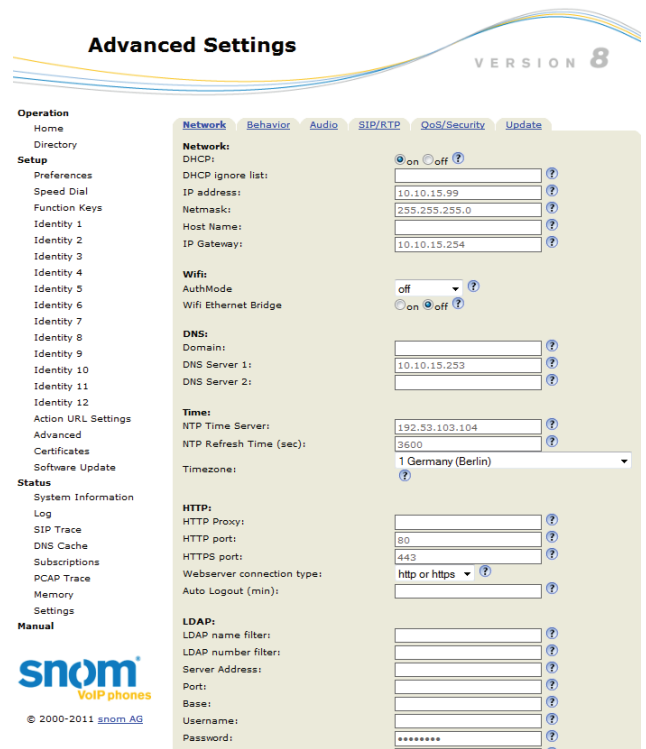 Advanced Settings
VERSION 8
Operation
Home
Directory
Setup
Preferences
Speed Dial
Function Keys
Identity 1
Identity 2
Identity 3
Identity 4
Identity 5
Identity 6
Identity 7
Identity 8
Identity 9
Identity 10
Identity 11
Identity 12
Action URL Settings
Advanced
Certificates
Software Update
Status
System Information
Log
SIP Trace
DNS Cache
Subscriptions
PCAP Trace
Memory
Settings
Manual
snom
VoIP phones
© 2000-2011 snom AG
Network Behavior Audio SIP/RTP QoS/Security Update
Network:
DHCP: on off ?
DHCP ignore list: ?
IP address: 10.10.15.99 ?
Netmask: 255.255.255.0 ?
Host Name: ?
IP Gateway: 10.10.15.254 ?
Wifi:
AuthMode off ?
Wifi Ethernet Bridge on off ?
DNS:
Domain: ?
DNS Server 1: 10.10.15.253 ?
DNS Server 2: ?
Time:
NTP Time Server: 192.53.103.104 ?
NTP Refresh Time (sec): 3600 ?
Timezone: 1 Germany (Berlin)
?
HTTP:
HTTP Proxy: ?
HTTP port: 80 ?
HTTPS port: 443 ?
Webserver connection type: http or https ?
Auto Logout (min): ?
LDAP:
LDAP name filter: ?
LDAP number filter: ?
Server Address: ?
Port: ?
Base: ?
Username: ?
Password: •••••••• ?